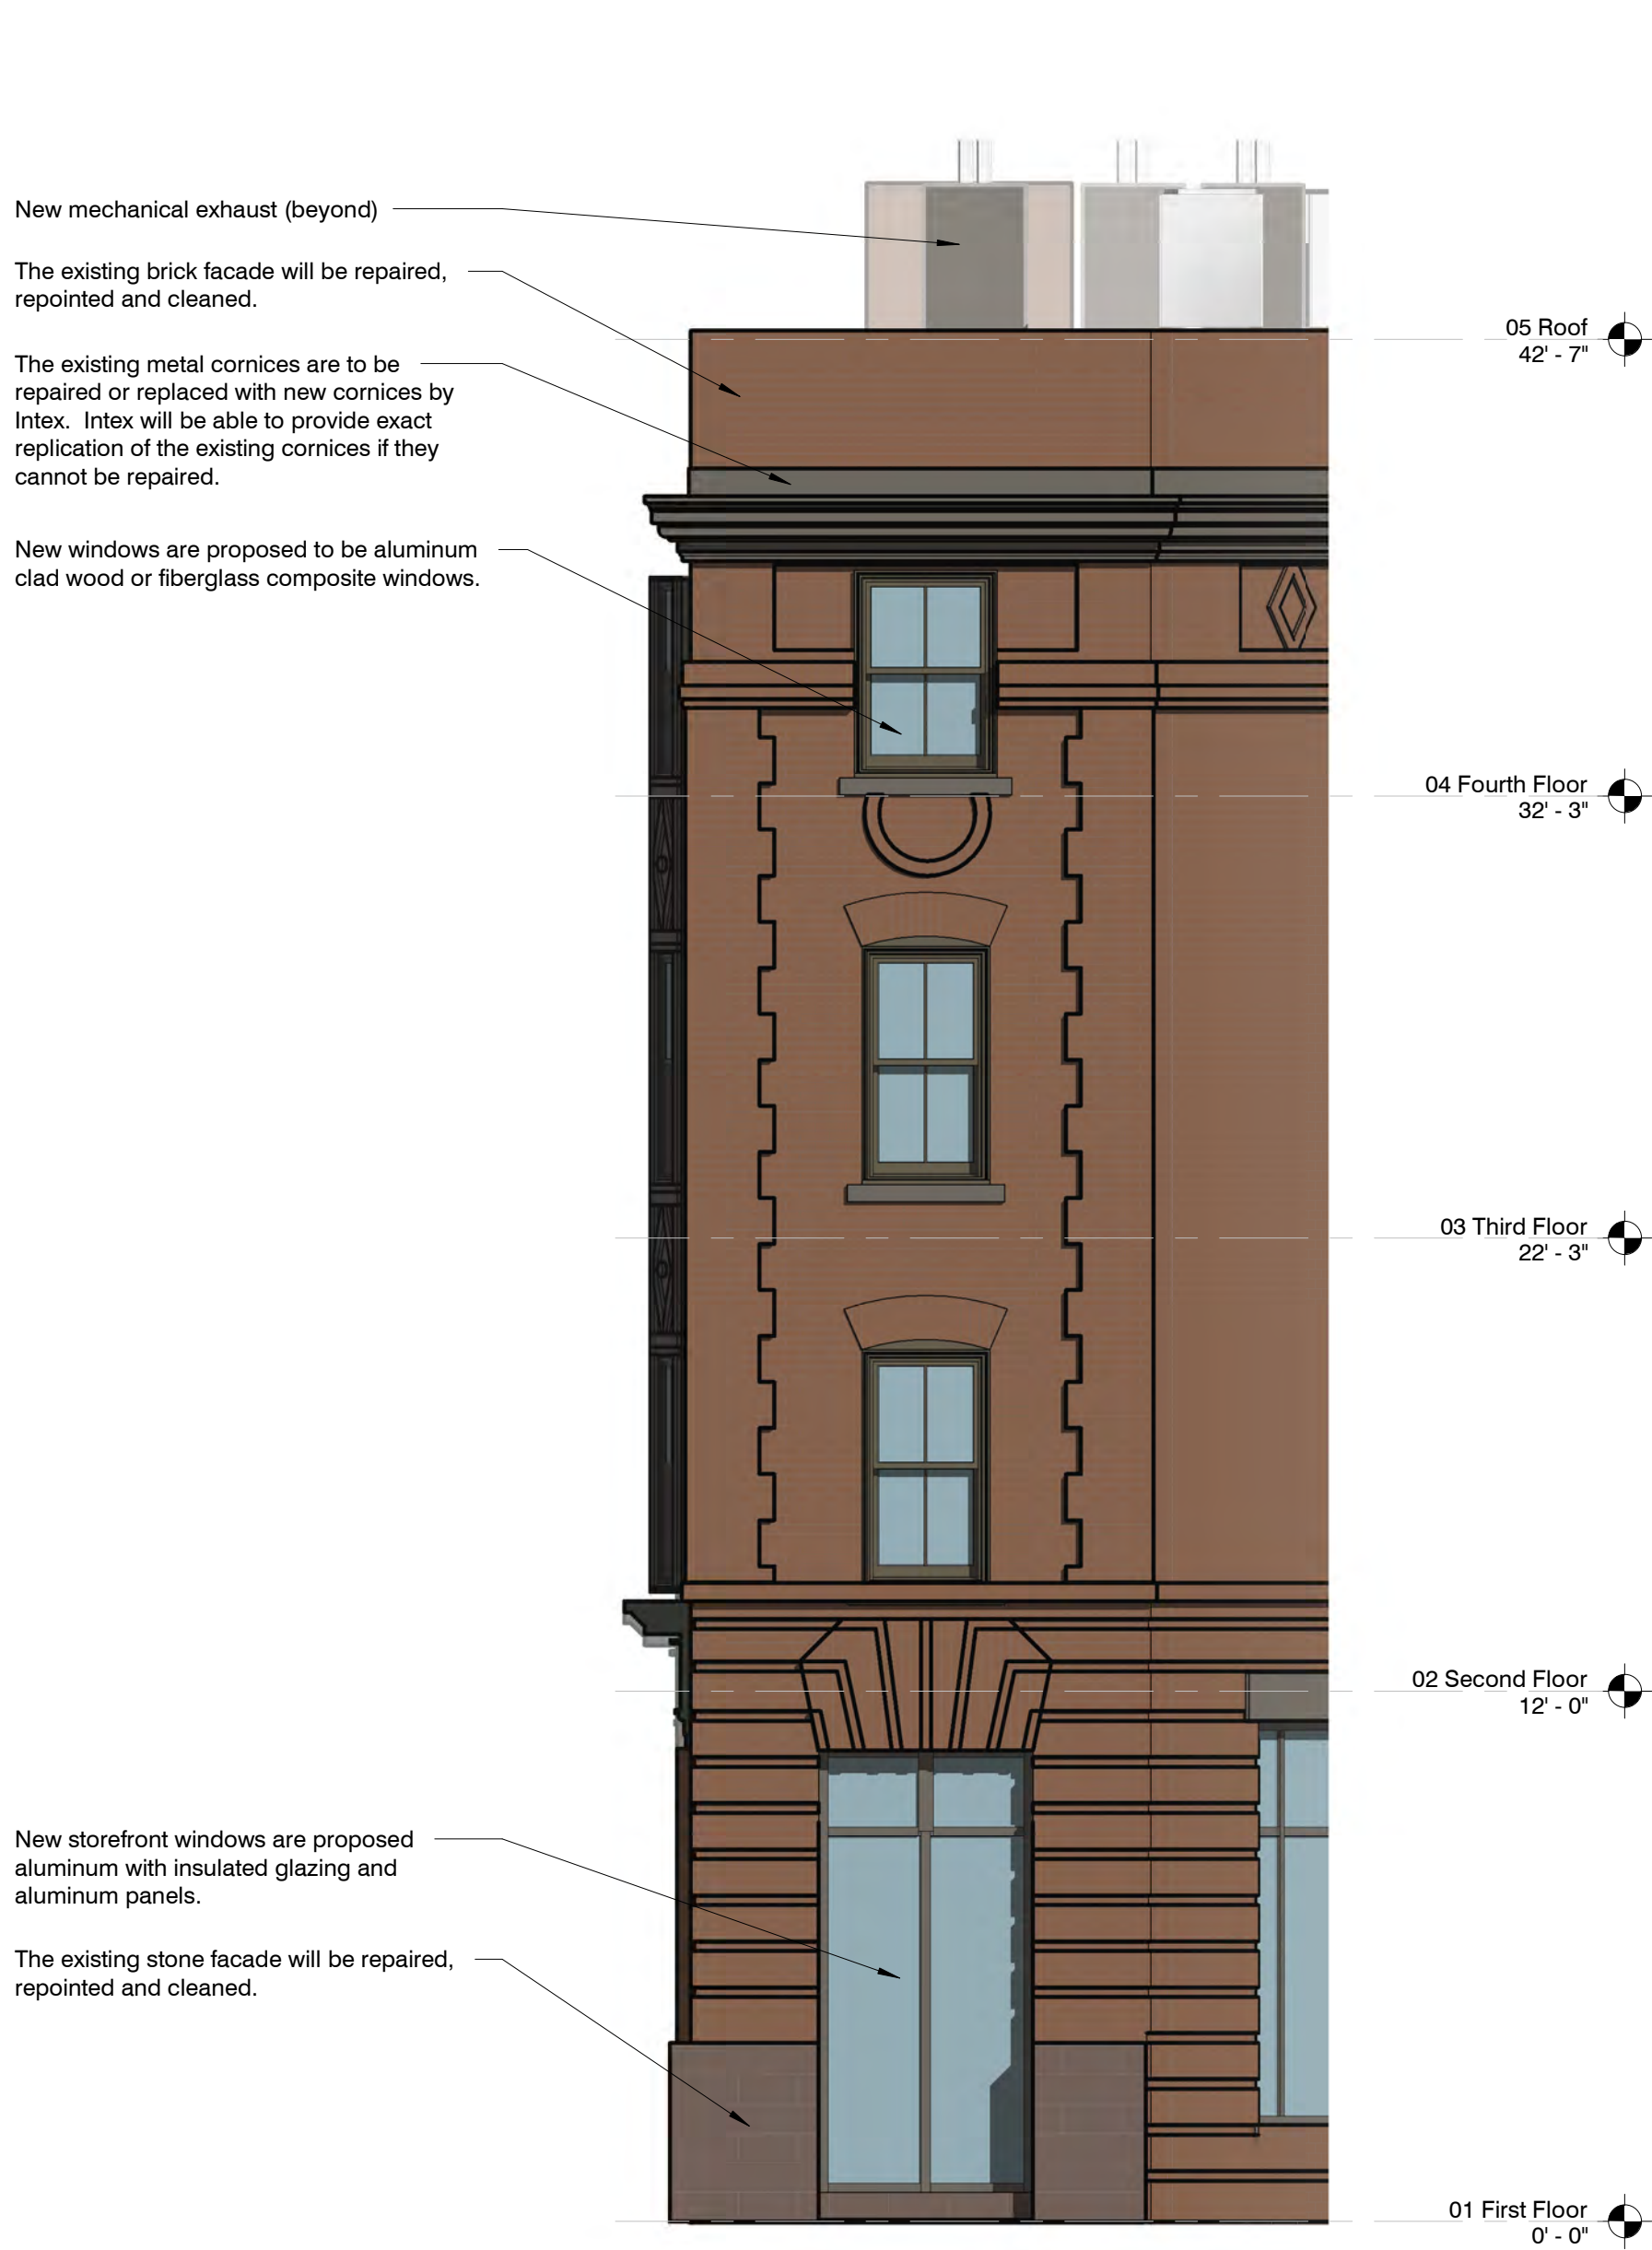 New mechanical exhaust (beyond)
The existing brick facade will be repaired,
repointed and cleaned.
The existing metal cornices are to be
repaired or replaced with new cornices by
Intex.  Intex will be able to provide exact
replication of the existing cornices if they
cannot be repaired.
New windows are proposed to be aluminum
clad wood or fiberglass composite windows.
New storefront windows are proposed
aluminum with insulated glazing and
aluminum panels.
The existing stone facade will be repaired,
repointed and cleaned.
05 Roof
42' - 7"
04 Fourth Floor
32' - 3"
03 Third Floor
22' - 3"
02 Second Floor
12' - 0"
01 First Floor
0' - 0"